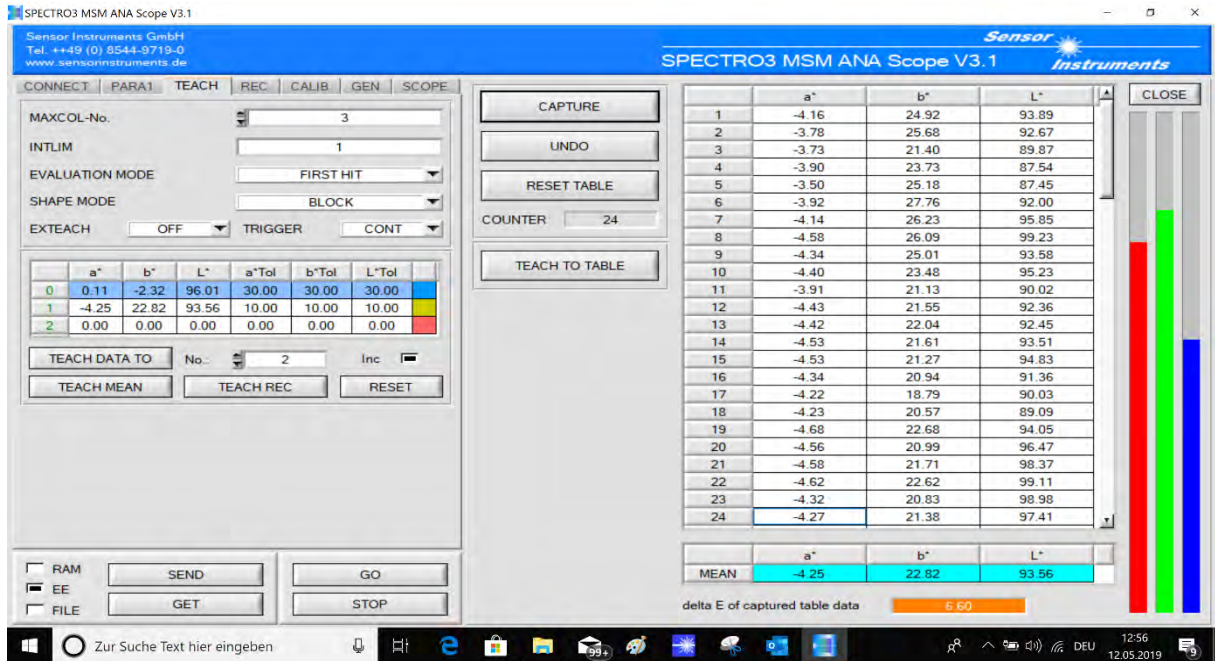 SPECTRO3 MSM ANA Scope V3.1
Sensor Instruments GmbH
Tel. ++49 (0) 8544-9719-0
www.sensorinstruments.de
Sensor
Instruments
SPECTRO3 MSM ANA Scope V3.1
CONNECT PARA1 TEACH REC CALIB GEN SCOPE
MAXCOL-No. 3
INTLIM 1
EVALUATION MODE FIRST HIT
SHAPE MODE BLOCK
EXTEACH OFF TRIGGER CONT
a* b* L* a*Tol b*Tol L*Tol
0 0.11 -2.32 96.01 30.00 30.00 30.00
1 -4.25 22.82 93.56 10.00 10.00 10.00
2 0.00 0.00 0.00 0.00 0.00 0.00
TEACH DATA TO No.: 2 Inc
TEACH MEAN TEACH REC RESET
RAM
EE
FILE
SEND GO
GET STOP
CAPTURE
UNDO
RESET TABLE
COUNTER 24
TEACH TO TABLE
a* b* L*
1 -4.16 24.92 93.89
2 -3.78 25.68 92.67
3 -3.73 21.40 89.87
4 -3.90 23.73 87.54
5 -3.50 25.18 87.45
6 -3.92 27.76 92.00
7 -4.14 26.23 95.85
8 -4.58 26.09 99.23
9 -4.34 25.01 93.58
10 -4.40 23.48 95.23
11 -3.91 21.13 90.02
12 -4.43 21.55 92.36
13 -4.42 22.04 92.45
14 -4.53 21.61 93.51
15 -4.53 21.27 94.83
16 -4.34 20.94 91.36
17 -4.22 18.79 90.03
18 -4.23 20.57 89.09
19 -4.68 22.68 94.05
20 -4.56 20.99 96.47
21 -4.58 21.71 98.37
22 -4.62 22.62 99.11
23 -4.32 20.83 98.98
24 -4.27 21.38 97.41
a* b* L*
MEAN -4.25 22.82 93.56
delta E of captured table data 6.60
CLOSE
Zur Suche Text hier eingeben
99+
DEU
12:56
12.05.2019
9